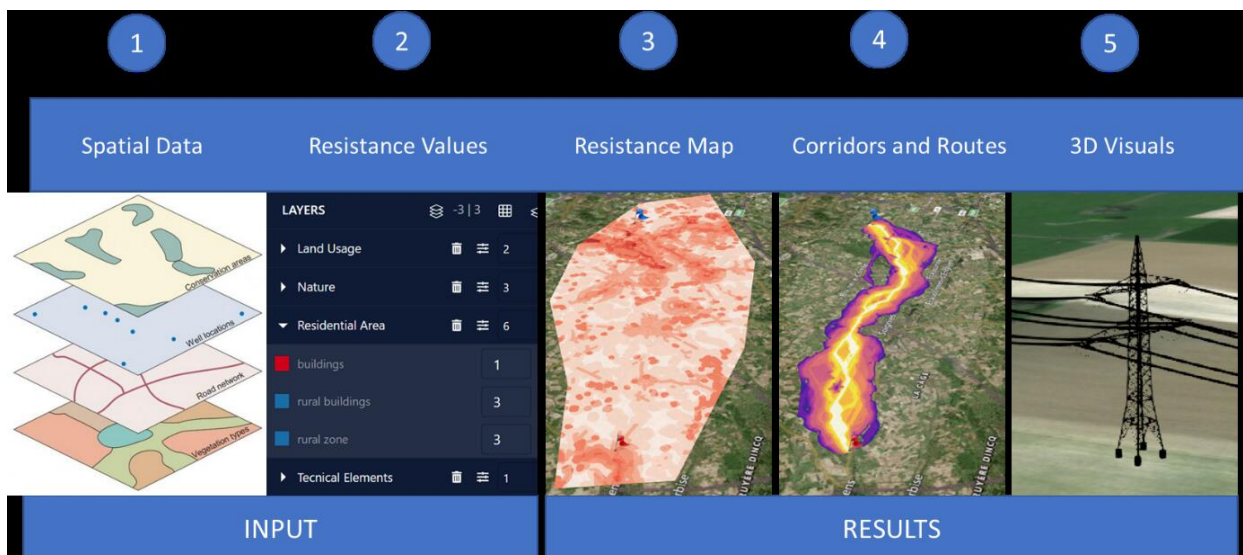 1
2
3
4
5
Spatial Data
Resistance Values
Resistance Map
Corridors and Routes
3D Visuals
Conservation areas
Well locations
Road network
Vegetation types
LAYERS
-3 | 3
Land Usage
2
Nature
3
Residential Area
6
buildings
1
rural buildings
3
rural zone
3
Tecnical Elements
1
INPUT
RESULTS